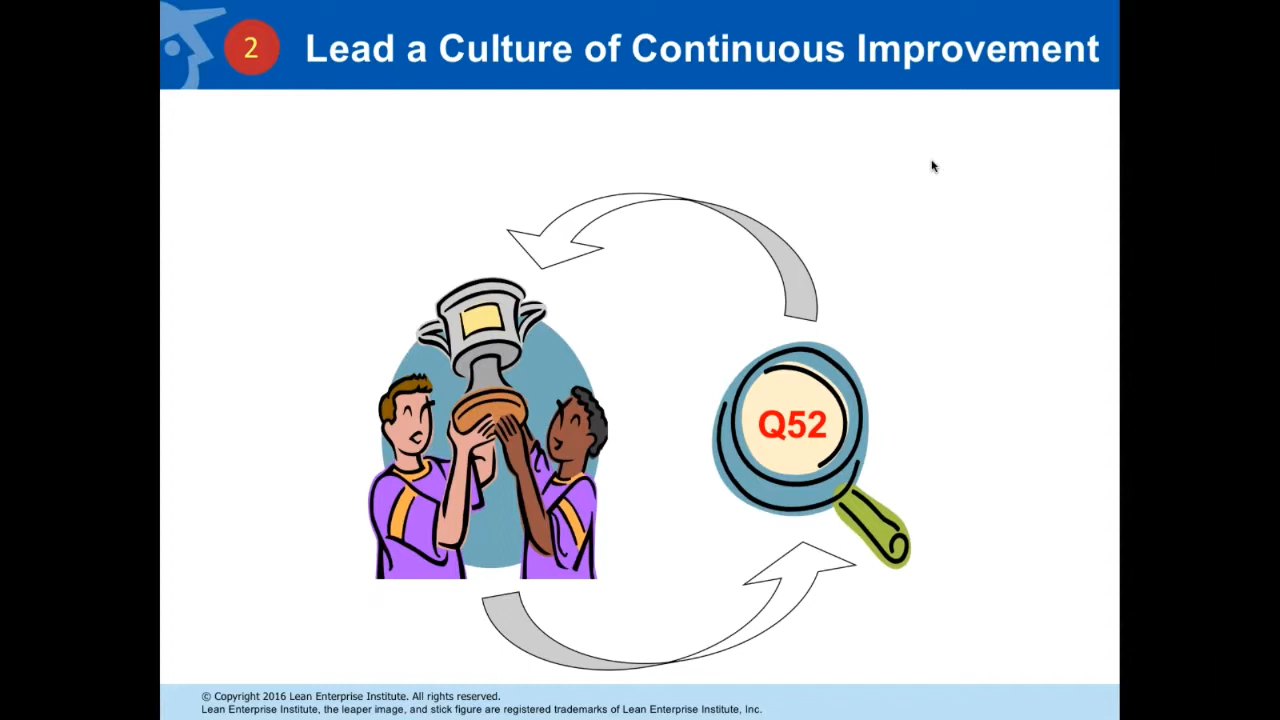 2
Lead a Culture of Continuous Improvement
Q52
© Copyright 2016 Lean Enterprise Institute. All rights reserved.
Lean Enterprise Institute, the leaper image, and stick figure are registered trademarks of Lean Enterprise Institute, Inc.